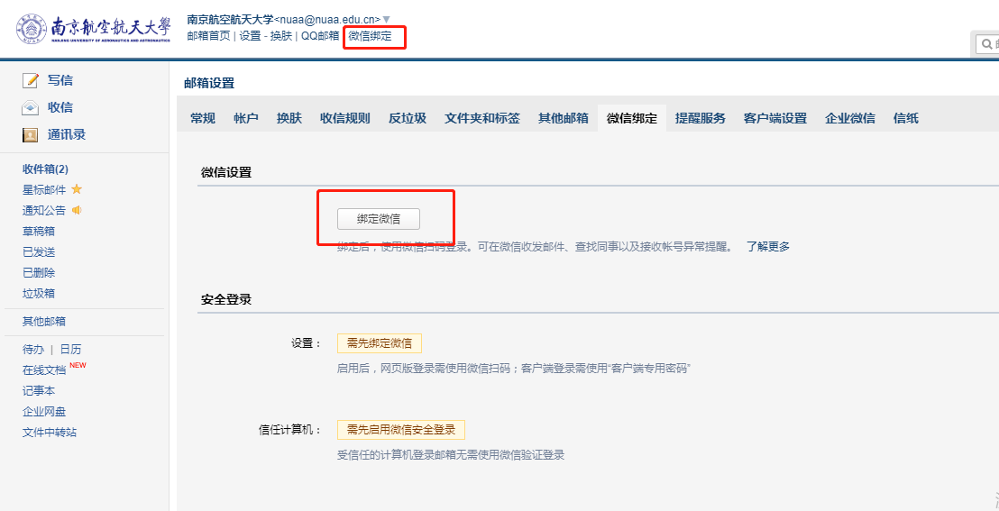 南京航空航天大學
NANJING UNIVERSITY OF AERONAUTICS AND ASTRONAUTICS
南京航空航天大学<nuaa@nuaa.edu.cn>▼
邮箱首页 | 设置 - 换肤 | QQ邮箱 微信绑定
写信
收信
通讯录
收件箱(2)
星标邮件
通知公告
草稿箱
已发送
已删除
垃圾箱
其他邮箱
待办 | 日历
在线文档 NEW
记事本
企业网盘
文件中转站
邮箱设置
常规 帐户 换肤 收信规则 反垃圾 文件夹和标签 其他邮箱 微信绑定 提醒服务 客户端设置 企业微信 信纸
微信设置
绑定微信
绑定后，使用微信扫码登录。可在微信收发邮件、查找同事以及接收帐号异常提醒。 了解更多
安全登录
设置： 需先绑定微信
启用后，网页版登录需使用微信扫码；客户端登录需使用“客户端专用密码”
信任计算机： 需先启用微信安全登录
受信任的计算机登录邮箱无需使用微信验证登录